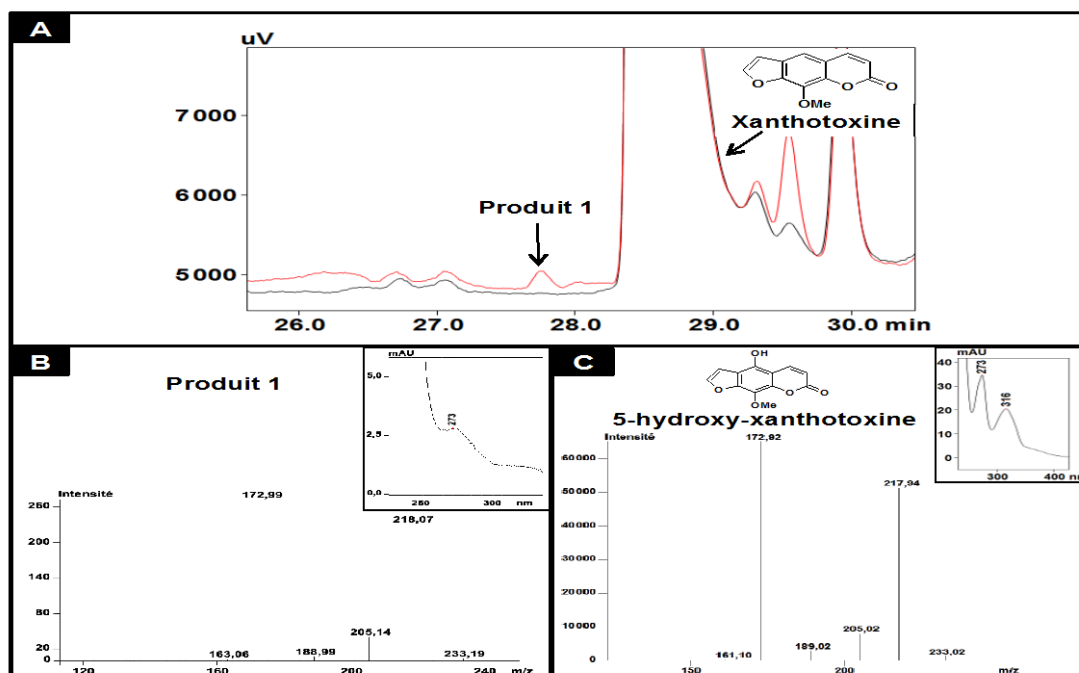 A
uV
7 000
6 000
5 000
26.0 27.0 28.0 29.0 30.0 min
Produit 1
O O O
OMe
Xanthotoxine
B
Produit 1
mAU
5,0
2,5
0,0
273
250 300 nm
Intensité
260
200
140
80
20
0
172,99
218,07
163,06
188,99
205,14
233,19
120 160 200 240 m/z
C
OH
O O O
OMe
5-hydroxy-xanthotoxine
mAU
40
30
20
10
0
273
316
300 400 nm
Intensité
60000
50000
40000
30000
20000
10000
0
172,92
217,94
161,10
189,02
205,02
233,02
150 200 m/z